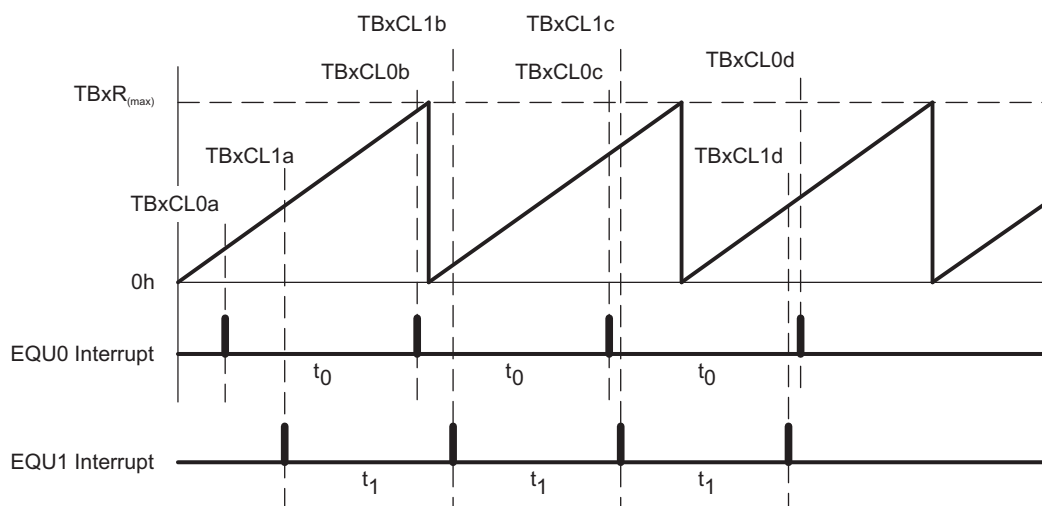 TBxCL1b
TBxCL1c
TBxCL0b
TBxCL0c
TBxCL0d
TBxR(max)
TBxCL1a
TBxCL1d
TBxCL0a
0h
EQU0 Interrupt
t0 t0 t0
EQU1 Interrupt
t1 t1 t1